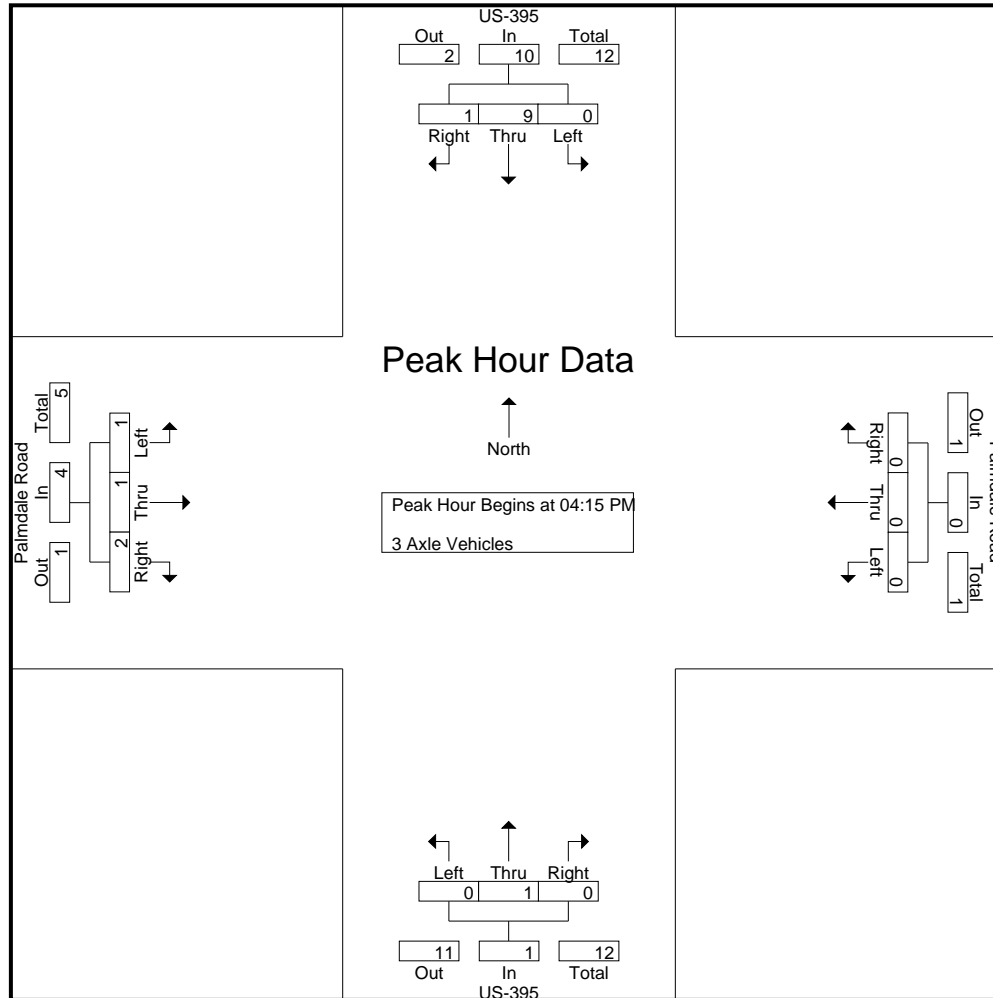 US-395
Out In Total
2 10 12
1 9 0
Right Thru Left
Peak Hour Data
North
Peak Hour Begins at 04:15 PM
3 Axle Vehicles
Palmdale Road
Total In Out
5 4 1
1 1 2
Left Thru Right
Right Thru Left
0 0 0
Out In Total
1 0 1
Road
Left Thru Right
0 1 0
11 1 12
Out In Total
US-395